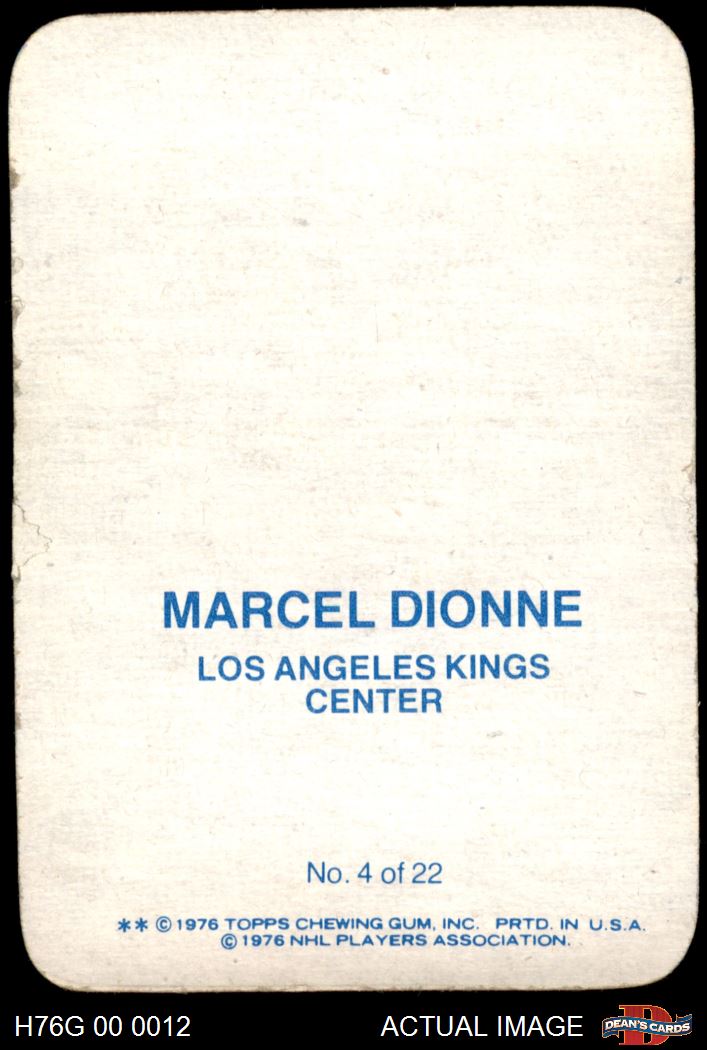 MARCEL DIONNE
LOS ANGELES KINGS
CENTER
No. 4 of 22
** © 1976 TOPPS CHEWING GUM, INC. PRTD. IN U.S.A.
© 1976 NHL PLAYERS ASSOCIATION.
H76G 00 0012 ACTUAL IMAGE D DEAN'S CARDS